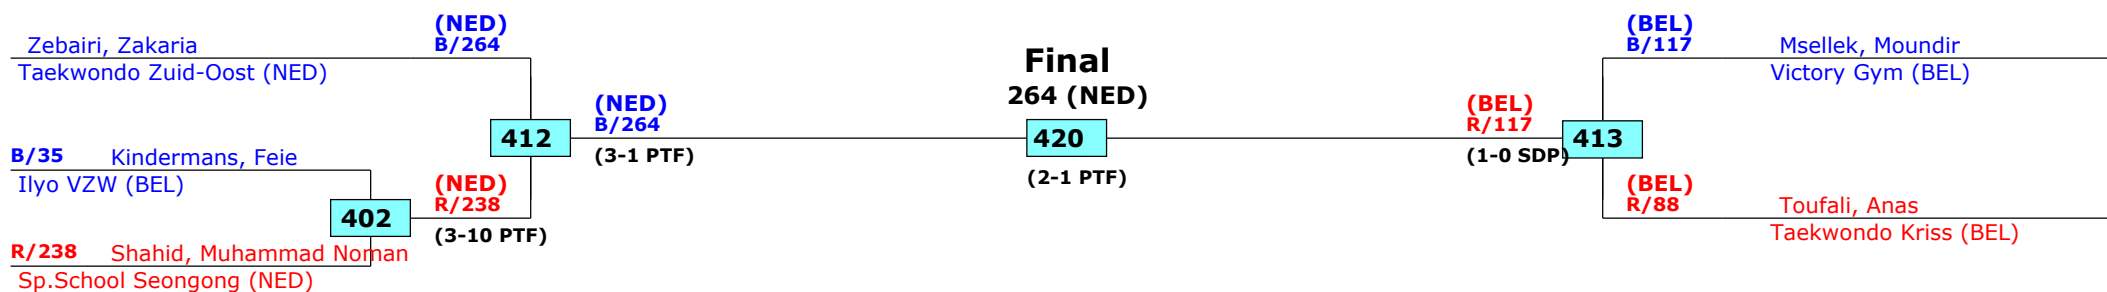 (NED)
B/264
Zebairi, Zakaria
Taekwondo Zuid-Oost (NED)
B/35 Kindermans, Feie
Ilyo VZW (BEL)
R/238 Shahid, Muhammad Noman
Sp.School Seongong (NED)
402
(NED)
R/238
(3-10 PTF)
412
(NED)
B/264
(3-1 PTF)
Final
264 (NED)
420
(2-1 PTF)
(BEL)
R/117
(1-0 SDP)
413
(BEL)
B/117
Msellek, Moundir
Victory Gym (BEL)
(BEL)
R/88
Toufali, Anas
Taekwondo Kriss (BEL)